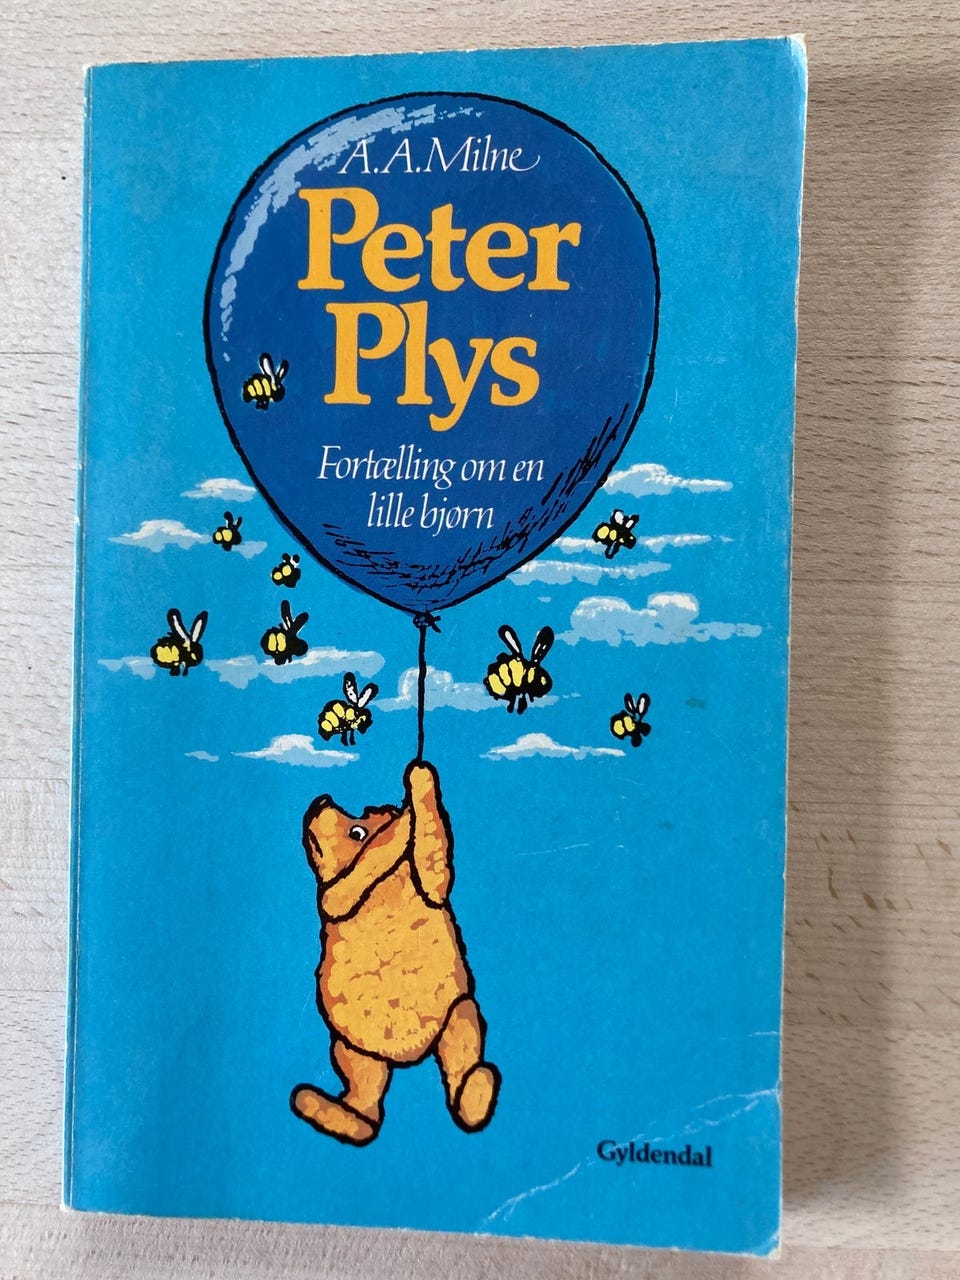 A.A.Milne
Peter
Plys
Fortælling om en
lille bjørn
Gyldendal